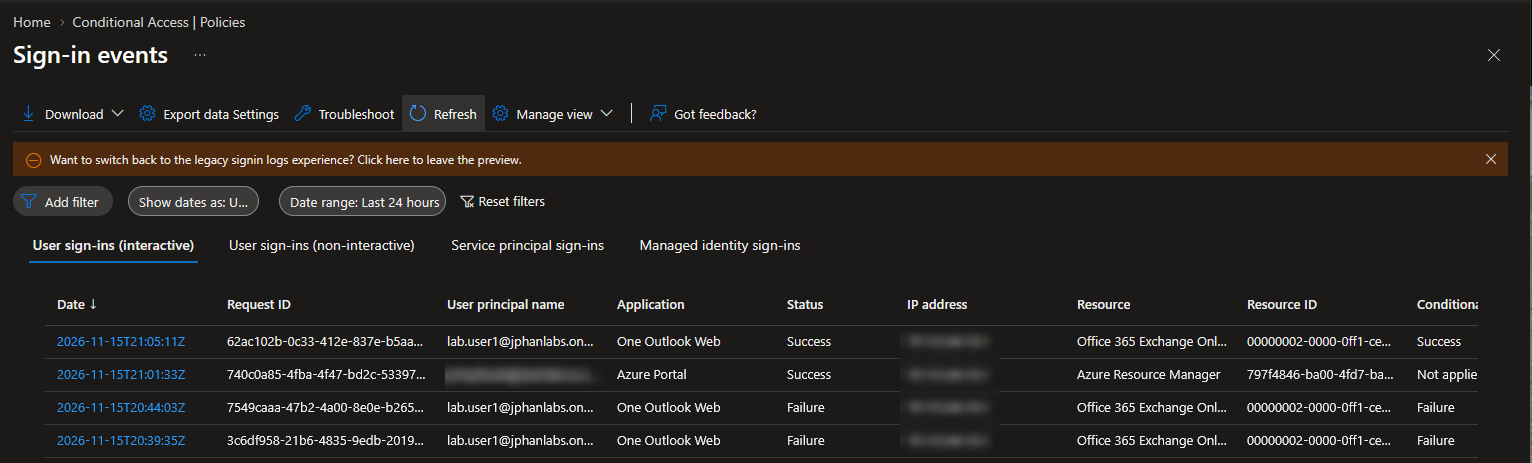 Home > Conditional Access | Policies
Sign-in events ...
Download Export data Settings Troubleshoot Refresh Manage view Got feedback?
Want to switch back to the legacy signin logs experience? Click here to leave the preview.
Add filter Show dates as: U... Date range: Last 24 hours Reset filters
User sign-ins (interactive) User sign-ins (non-interactive) Service principal sign-ins Managed identity sign-ins
Date ↓ Request ID User principal name Application Status IP address Resource Resource ID Conditiona
2026-11-15T21:05:11Z 62ac102b-0c33-412e-837e-b5aa... lab.user1@jphanlabs.on... One Outlook Web Success Office 365 Exchange Onl... 00000002-0000-0ff1-ce... Success
2026-11-15T21:01:33Z 740c0a85-4fba-4f47-bd2c-53397... Azure Portal Success Azure Resource Manager 797f4846-ba00-4fd7-ba... Not applie
2026-11-15T20:44:03Z 7549caaa-47b2-4a00-8e0e-b265... lab.user1@jphanlabs.on... One Outlook Web Failure Office 365 Exchange Onl... 00000002-0000-0ff1-ce... Failure
2026-11-15T20:39:35Z 3c6df958-21b6-4835-9edb-2019... lab.user1@jphanlabs.on... One Outlook Web Failure Office 365 Exchange Onl... 00000002-0000-0ff1-ce... Failure